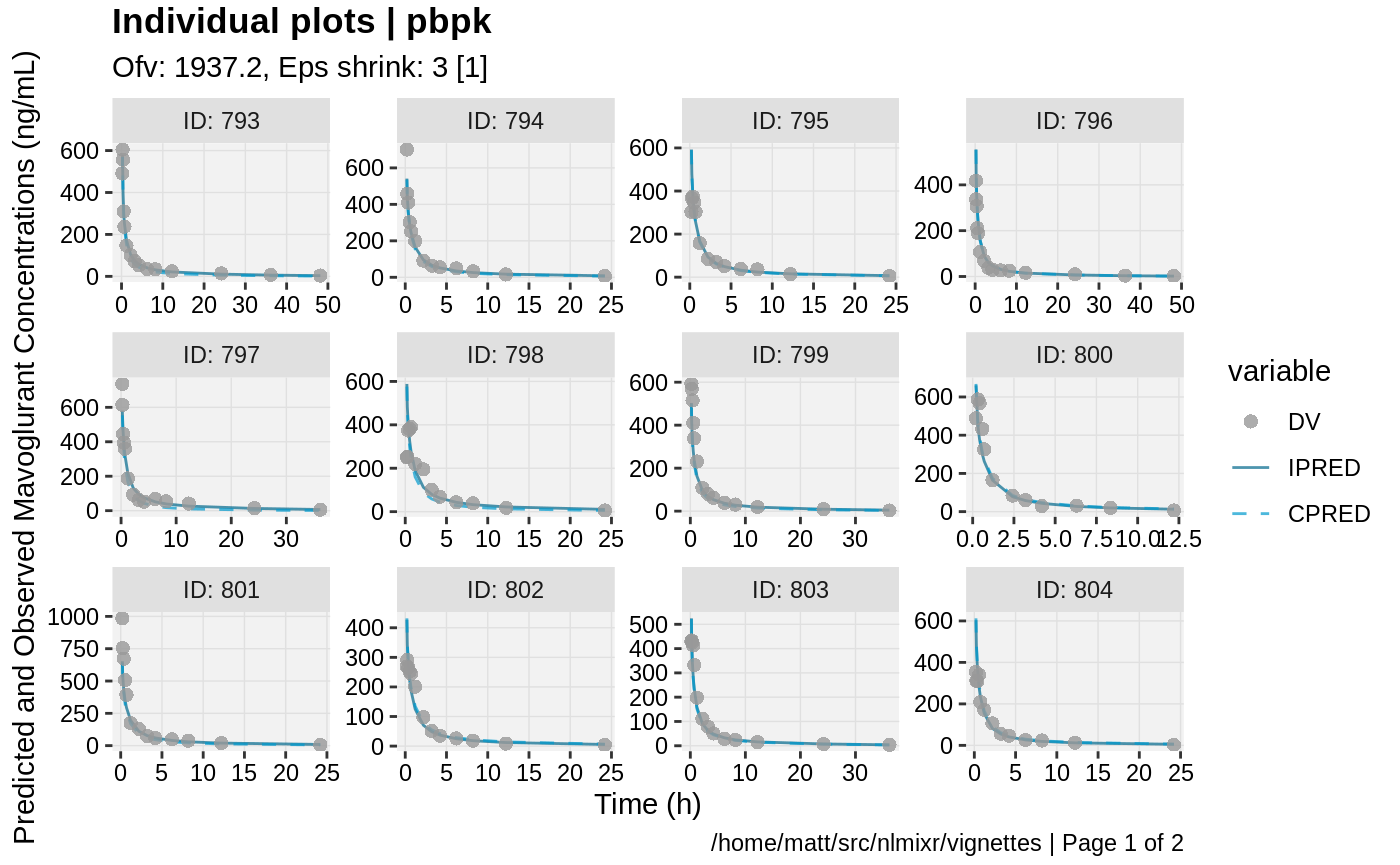 Individual plots | pbpk
Ofv: 1937.2, Eps shrink: 3 [1]
Predicted and Observed Mavoglurant Concentrations (ng/mL)
ID: 793
ID: 794
ID: 795
ID: 796
600
400
200
0
600
400
200
0
600
400
200
0
400
200
0
0 10 20 30 40 50
0 5 10 15 20 25
0 5 10 15 20 25
0 10 20 30 40 50
ID: 797
ID: 798
ID: 799
ID: 800
600
400
200
0
600
400
200
0
600
400
200
0
600
400
200
0
0 10 20 30
0 5 10 15 20 25
0 10 20 30
0.0 2.5 5.0 7.5 10.0 12.5
ID: 801
ID: 802
ID: 803
ID: 804
1000
750
500
250
0
400
300
200
100
0
500
400
300
200
100
0
600
400
200
0
0 5 10 15 20 25
0 5 10 15 20 25
0 10 20 30
0 5 10 15 20 25
Time (h)
variable
DV
IPRED
CPRED
/home/matt/src/nlmixr/vignettes | Page 1 of 2